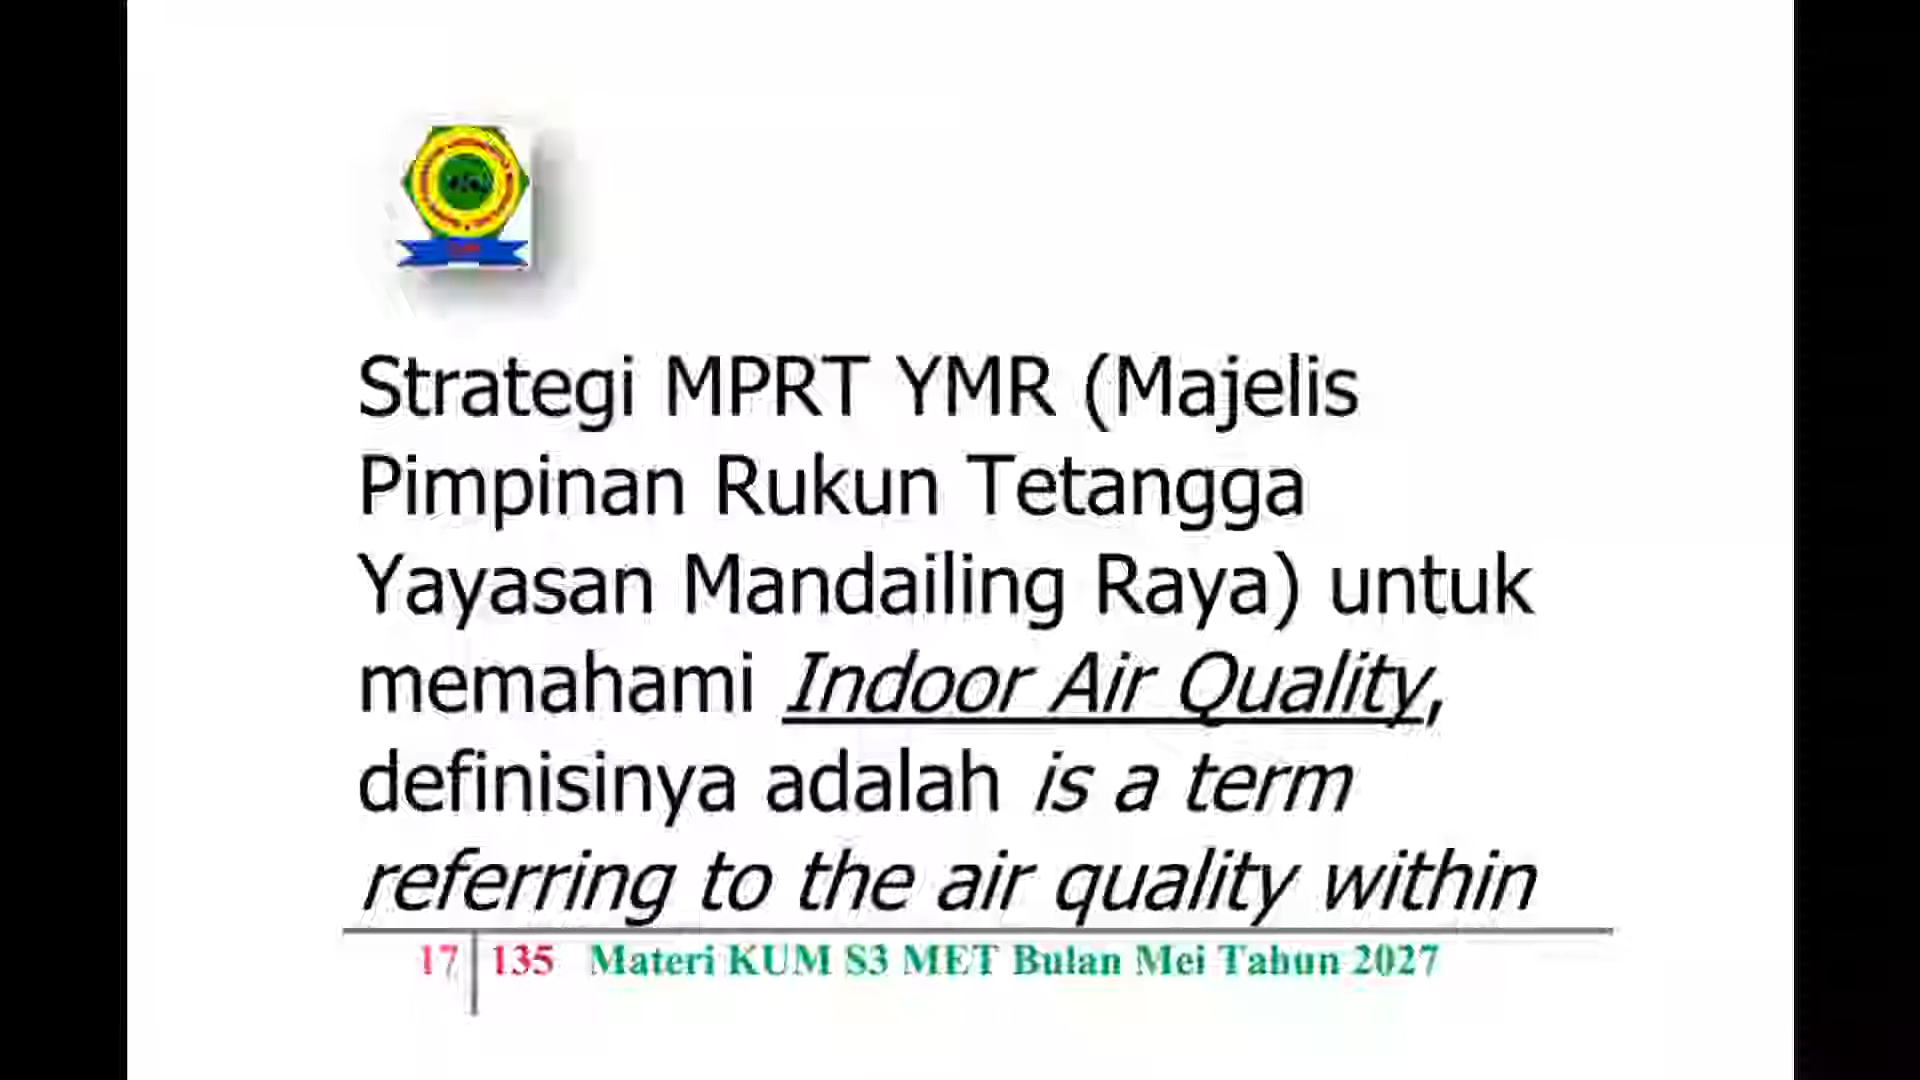 Strategi MPRT YMR (Majelis
Pimpinan Rukun Tetangga
Yayasan Mandailing Raya) untuk
memahami Indoor Air Quality,
definisinya adalah is a term
referring to the air quality within
17 135 Materi KUM S3 MET Bulan Mei Tahun 2027